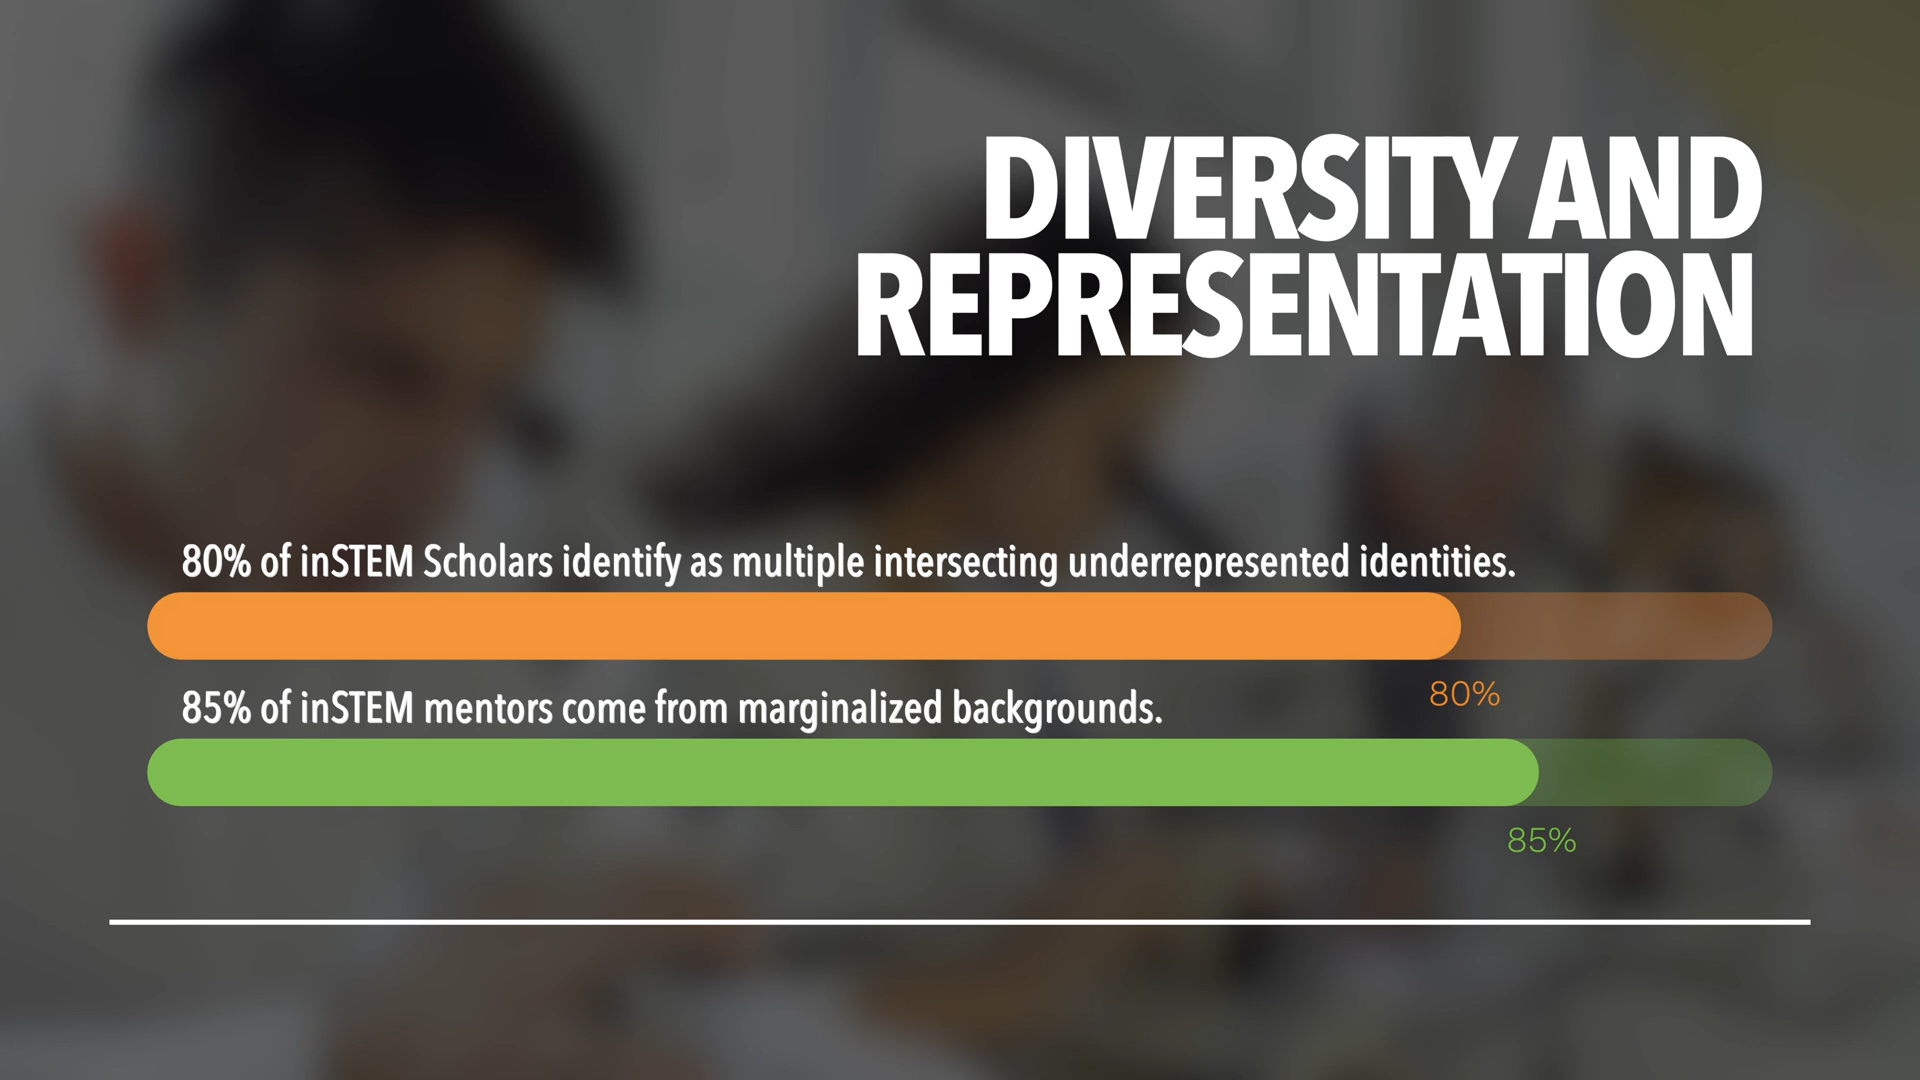 DIVERSITY AND
REPRESENTATION
80% of inSTEM Scholars identify as multiple intersecting underrepresented identities.
80%
85% of inSTEM mentors come from marginalized backgrounds.
85%